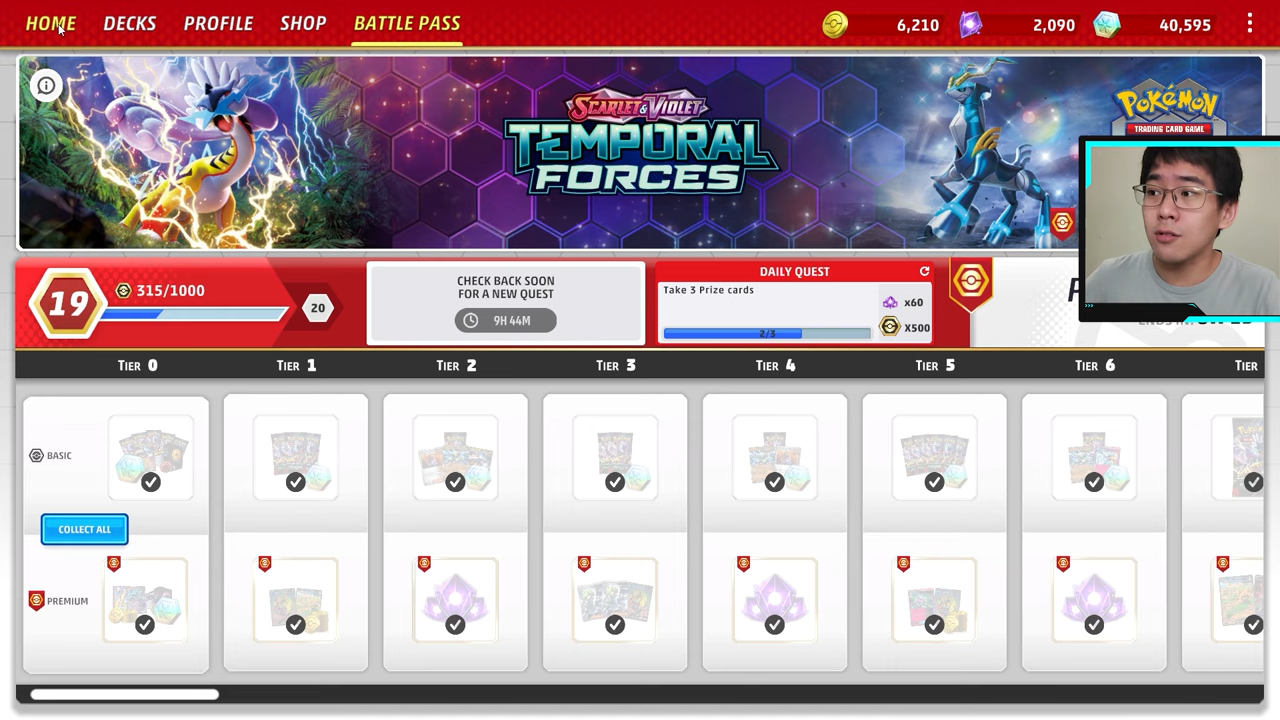 HOME DECKS PROFILE SHOP BATTLE PASS 6,210 2,090 40,595
SCARLET & VIOLET
TEMPORAL
FORCES
POKÉMON
TRADING CARD GAME
19 315/1000 20
CHECK BACK SOON
FOR A NEW QUEST
9H 44M
DAILY QUEST
Take 3 Prize cards
x60
X500
2/3
TIER 0 TIER 1 TIER 2 TIER 3 TIER 4 TIER 5 TIER 6 TIER
BASIC
COLLECT ALL
PREMIUM